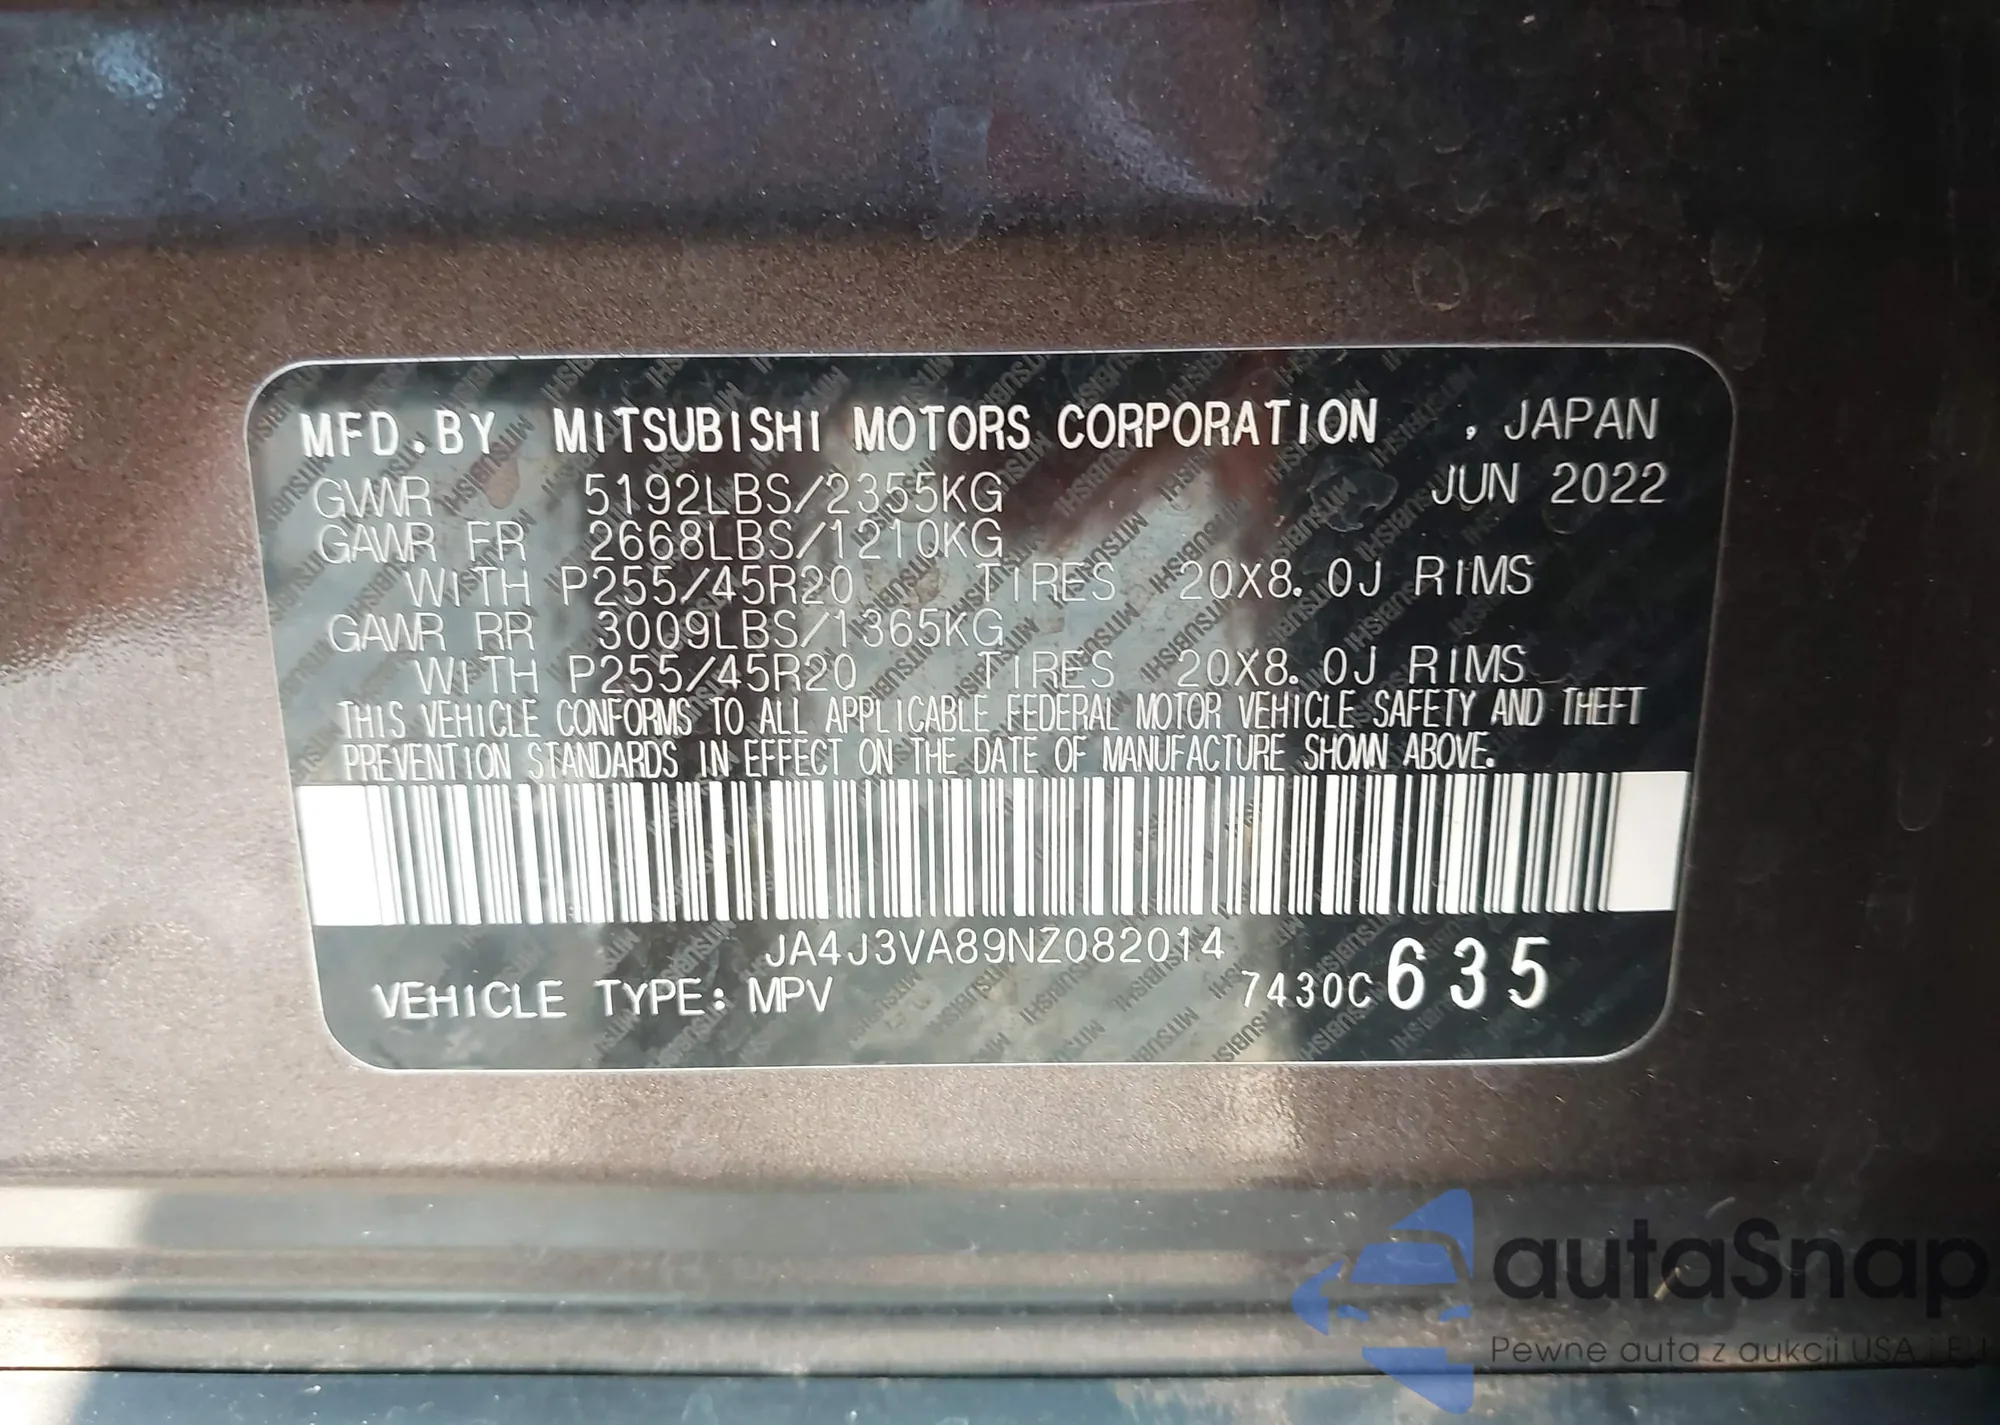 MFD.BY MITSUBISHI MOTORS CORPORATION , JAPAN
GVWR 5192LBS/2355KG JUN 2022
GAWR FR 2668LBS/1210KG
WITH P255/45R20 TIRES 20X8.0J RIMS
GAWR RR 3009LBS/1365KG
WITH P255/45R20 TIRES 20X8.0J RIMS
THIS VEHICLE CONFORMS TO ALL APPLICABLE FEDERAL MOTOR VEHICLE SAFETY AND THEFT
PREVENTION STANDARDS IN EFFECT ON THE DATE OF MANUFACTURE SHOWN ABOVE.
JA4J3VA89NZ082014
VEHICLE TYPE: MPV 7430C 635
autaSnap
Pewne auta z aukcji USA i EU